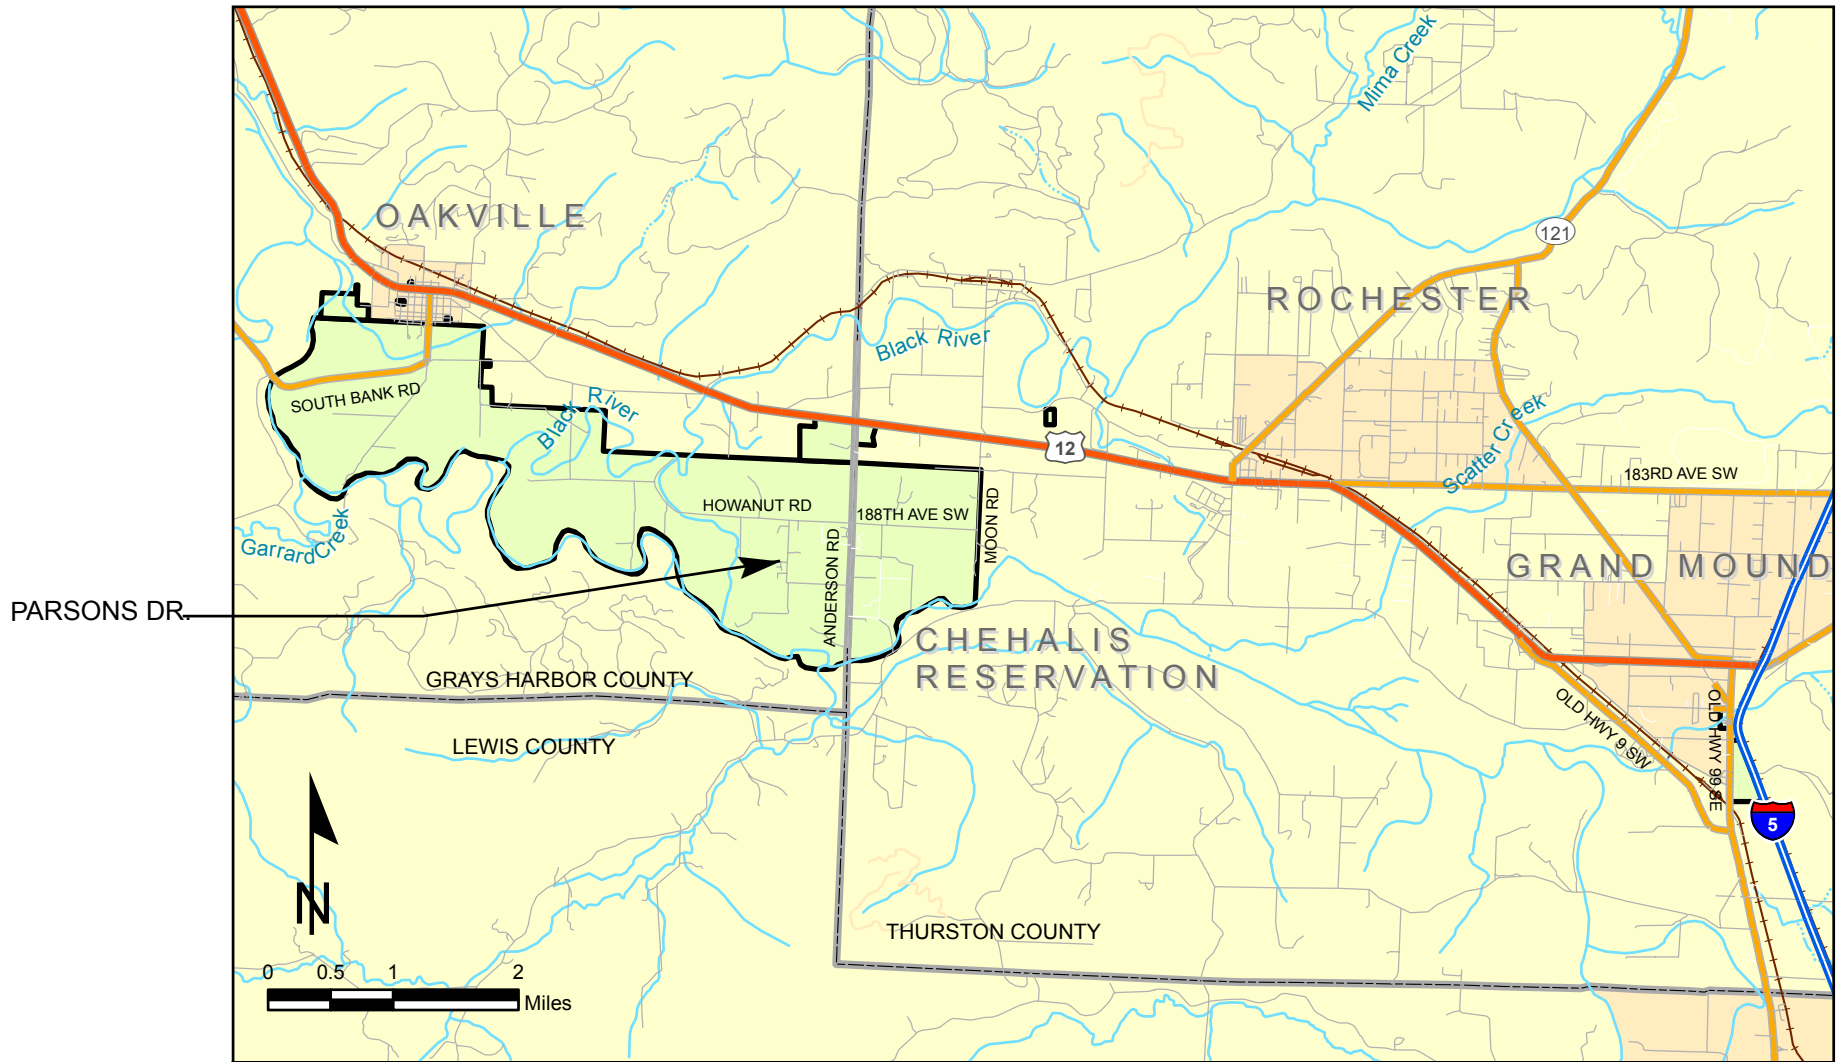 Mima Creek
OAKVILLE
121
ROCHESTER
Black River
SOUTH BANK RD
Black River
12
Scatter Creek
183RD AVE SW
HOWANUT RD
188TH AVE SW
MOON RD
ANDERSON RD
Garrard Creek
GRAND MOUND
PARSONS DR.
CHEHALIS
RESERVATION
GRAYS HARBOR COUNTY
LEWIS COUNTY
OLD HWY 9 SW
OLD HWY 99 SE
5
N
THURSTON COUNTY
0 0.5 1 2
Miles